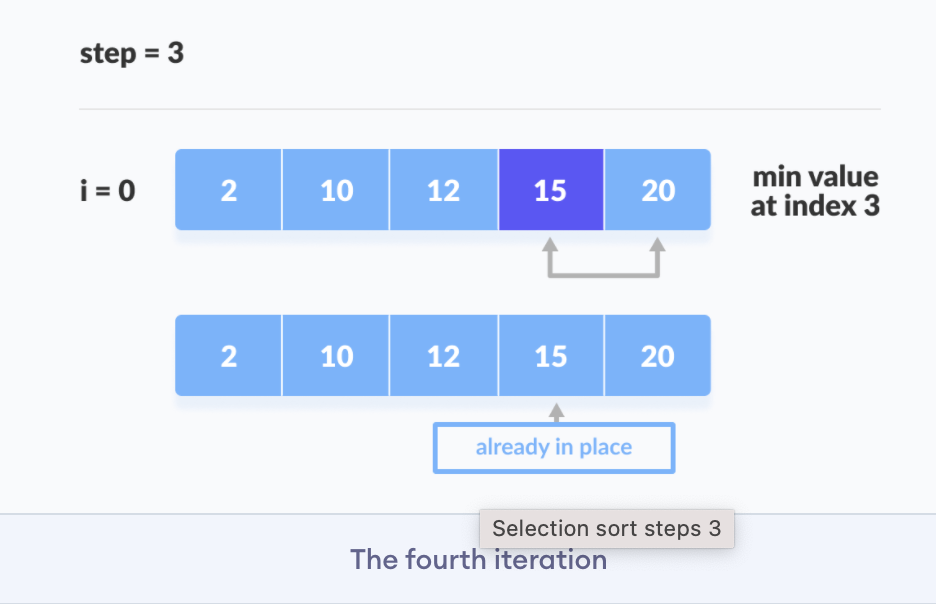 step = 3
i = 0
2 10 12 15 20
min value
at index 3
2 10 12 15 20
already in place
Selection sort steps 3
The fourth iteration